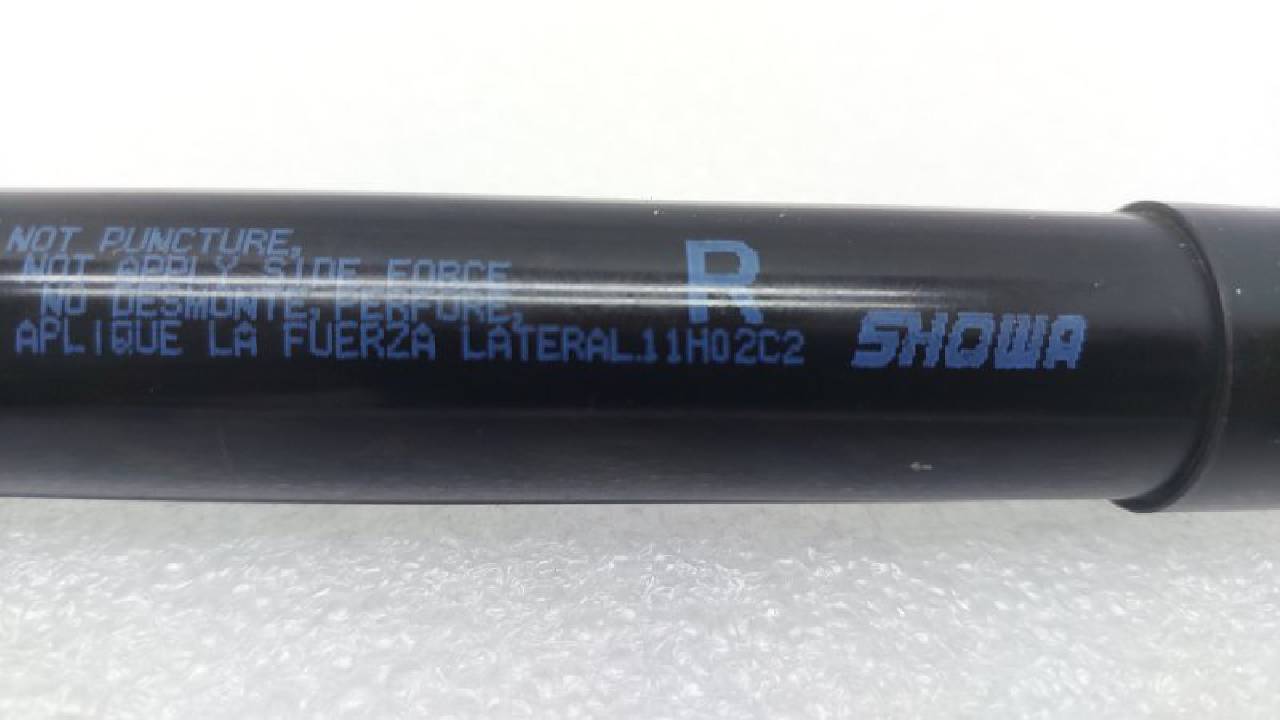 NOT PUNCTURE,
NOT APPLY SIDE FORCE
NO DESMONTE, PERFORE,
APLIQUE LA FUERZA LATERAL. 11H02C2
R
SHOWA